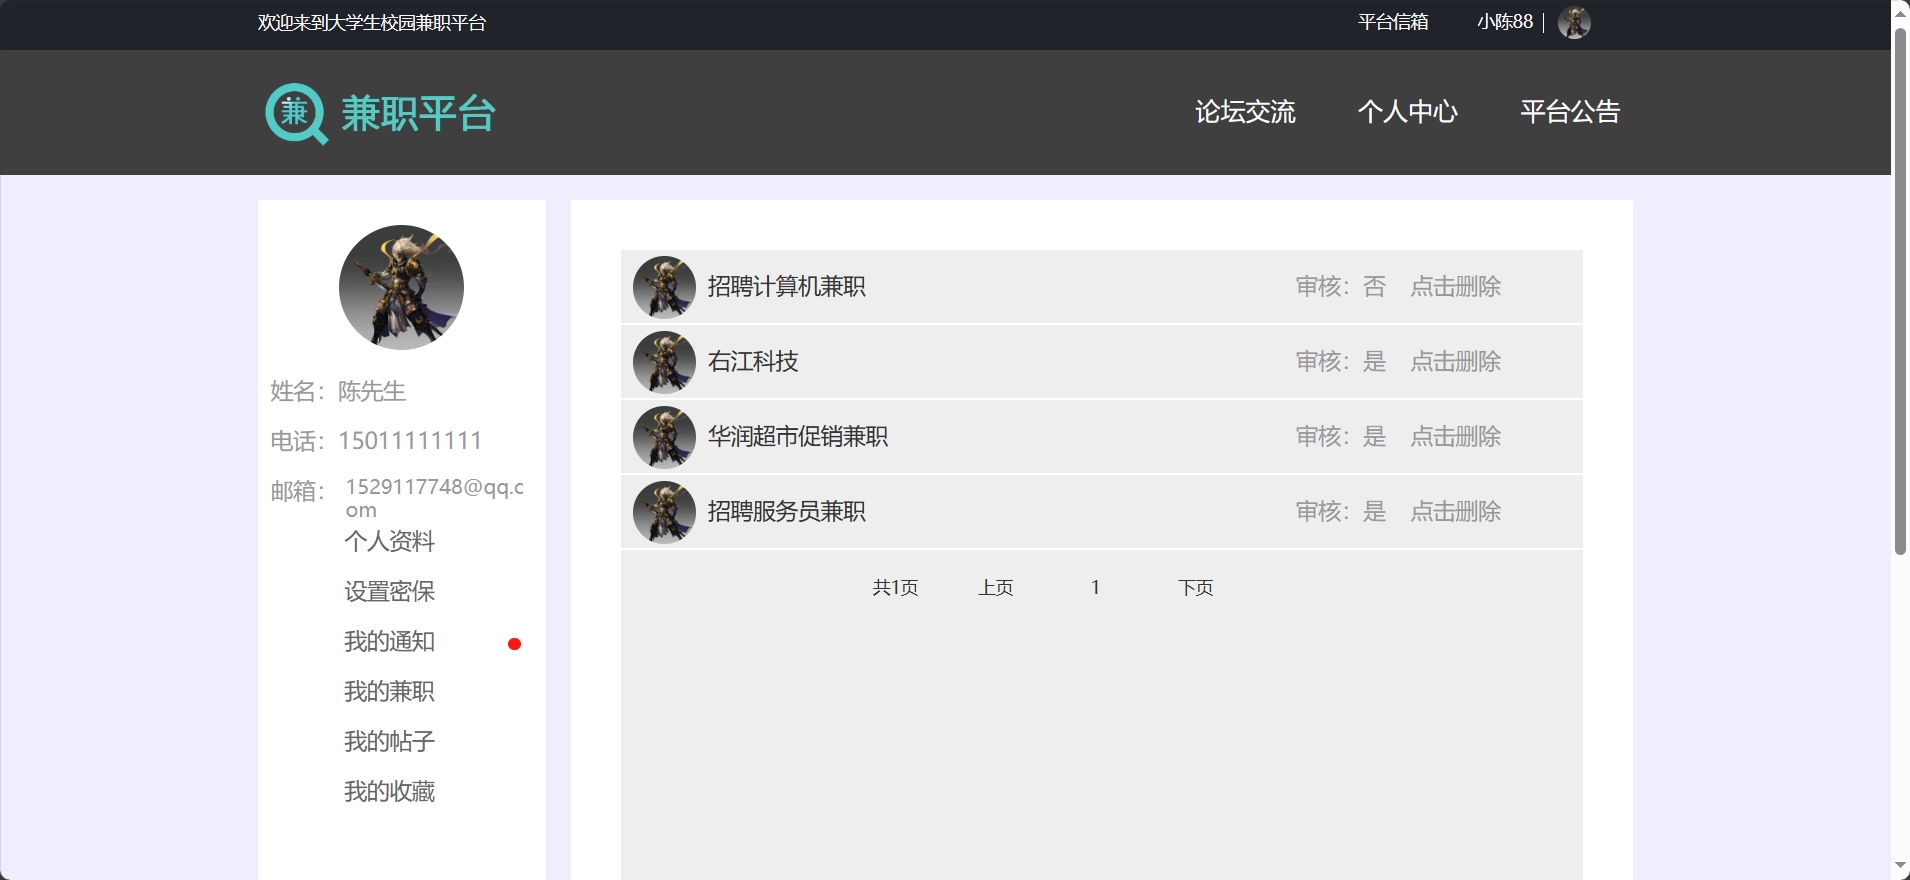 欢迎来到大学生校园兼职平台
平台信箱
小陈88
兼 兼职平台
论坛交流
个人中心
平台公告
姓名：陈先生
电话：15011111111
邮箱：1529117748@qq.c
om
个人资料
设置密保
我的通知
我的兼职
我的帖子
我的收藏
招聘计算机兼职 审核：否 点击删除
右江科技 审核：是 点击删除
华润超市促销兼职 审核：是 点击删除
招聘服务员兼职 审核：是 点击删除
共1页 上页 1 下页